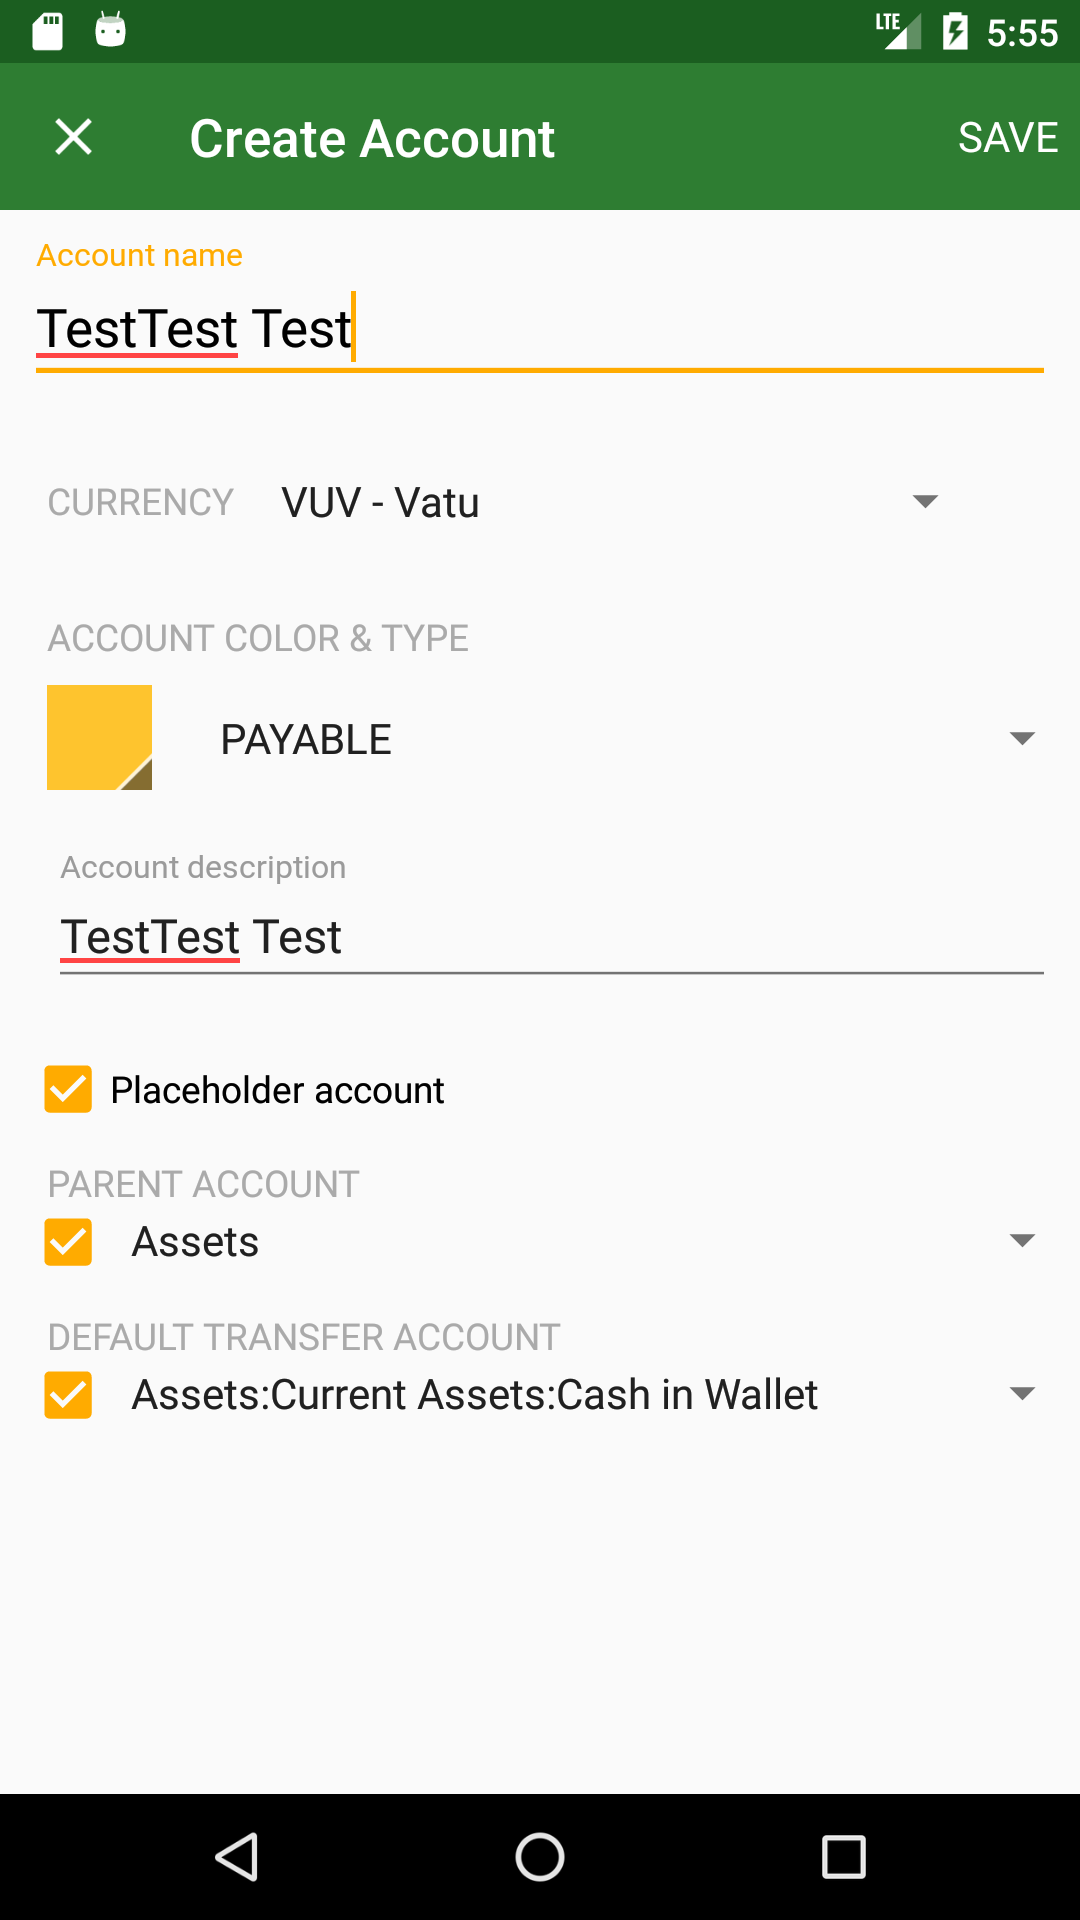 LTE 5:55
Create Account SAVE
Account name
TestTest Test
CURRENCY VUV - Vatu
ACCOUNT COLOR & TYPE
PAYABLE
Account description
TestTest Test
Placeholder account
PARENT ACCOUNT
Assets
DEFAULT TRANSFER ACCOUNT
Assets:Current Assets:Cash in Wallet